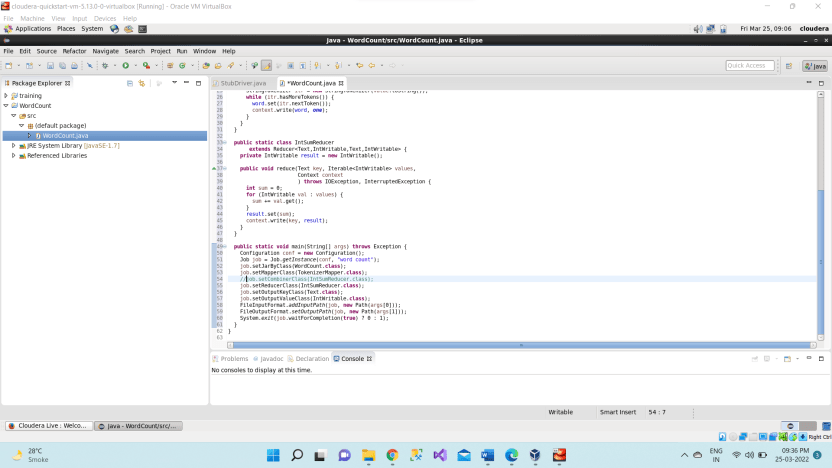 cloudera-quickstart-vm-5.13.0-0-virtualbox [Running] - Oracle VM VirtualBox
File Machine View Input Devices Help
Applications Places System
Fri Mar 25, 09:06 cloudera
Java - WordCount/src/WordCount.java - Eclipse
File Edit Source Refactor Navigate Search Project Run Window Help
Quick Access
Java
Package Explorer
training
WordCount
src
(default package)
WordCount.java
JRE System Library [JavaSE-1.7]
Referenced Libraries
StubDriver.java *WordCount.java
26 while (itr.hasMoreTokens()) {
27 word.set(itr.nextToken());
28 context.write(word, one);
29 }
30 }
31 }
32
33 public static class IntSumReducer
34 extends Reducer<Text,IntWritable,Text,IntWritable> {
35 private IntWritable result = new IntWritable();
36
37 public void reduce(Text key, Iterable<IntWritable> values,
38 Context context
39 ) throws IOException, InterruptedException {
40 int sum = 0;
41 for (IntWritable val : values) {
42 sum += val.get();
43 }
44 result.set(sum);
45 context.write(key, result);
46 }
47 }
48
49 public static void main(String[] args) throws Exception {
50 Configuration conf = new Configuration();
51 Job job = Job.getInstance(conf, "word count");
52 job.setJarByClass(WordCount.class);
53 job.setMapperClass(TokenizerMapper.class);
54 //job.setCombinerClass(IntSumReducer.class);
55 job.setReducerClass(IntSumReducer.class);
56 job.setOutputKeyClass(Text.class);
57 job.setOutputValueClass(IntWritable.class);
58 FileInputFormat.addInputPath(job, new Path(args[0]));
59 FileOutputFormat.setOutputPath(job, new Path(args[1]));
60 System.exit(job.waitForCompletion(true) ? 0 : 1);
61 }
62 }
63
Problems Javadoc Declaration Console
No consoles to display at this time.
Writable Smart Insert 54 : 7
Cloudera Live : Welco... Java - WordCount/src/...
Right Ctrl
28°C
Smoke
ENG
IN
09:36 PM
25-03-2022
3